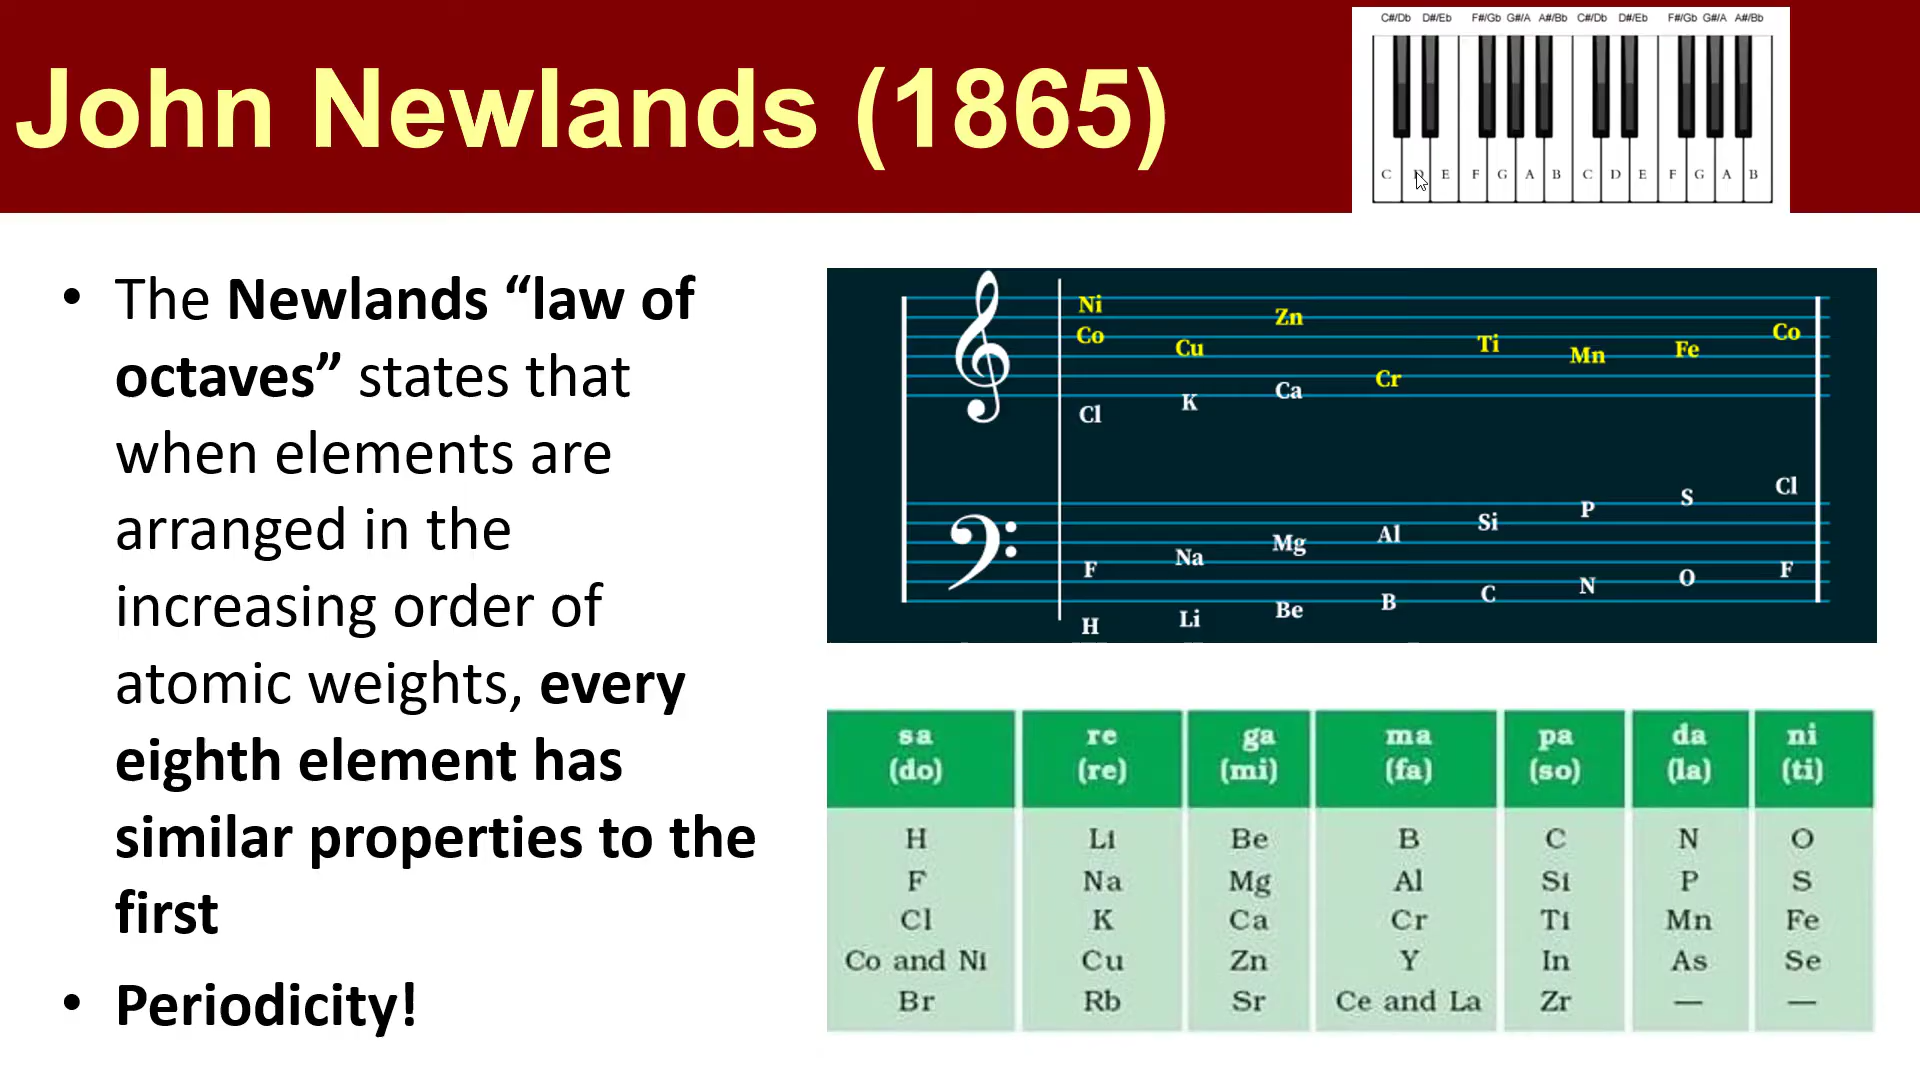 John Newlands (1865)
C#/Db D#/Eb F#/Gb G#/A A#/Bb C#/Db D#/Eb F#/Gb G#/A A#/Bb
C D E F G A B C D E F G A B
• The Newlands “law of
octaves” states that
when elements are
arranged in the
increasing order of
atomic weights, every
eighth element has
similar properties to the
first
• Periodicity!
Ni Zn
Co Cu Ti Mn Fe Co
Cl K Ca Cr
F Na Mg Al Si P S Cl
H Li Be B C N O F
sa re ga ma pa da ni
(do) (re) (mi) (fa) (so) (la) (ti)
H Li Be B C N O
F Na Mg Al Si P S
Cl K Ca Cr Ti Mn Fe
Co and Ni Cu Zn Y In As Se
Br Rb Sr Ce and La Zr — —